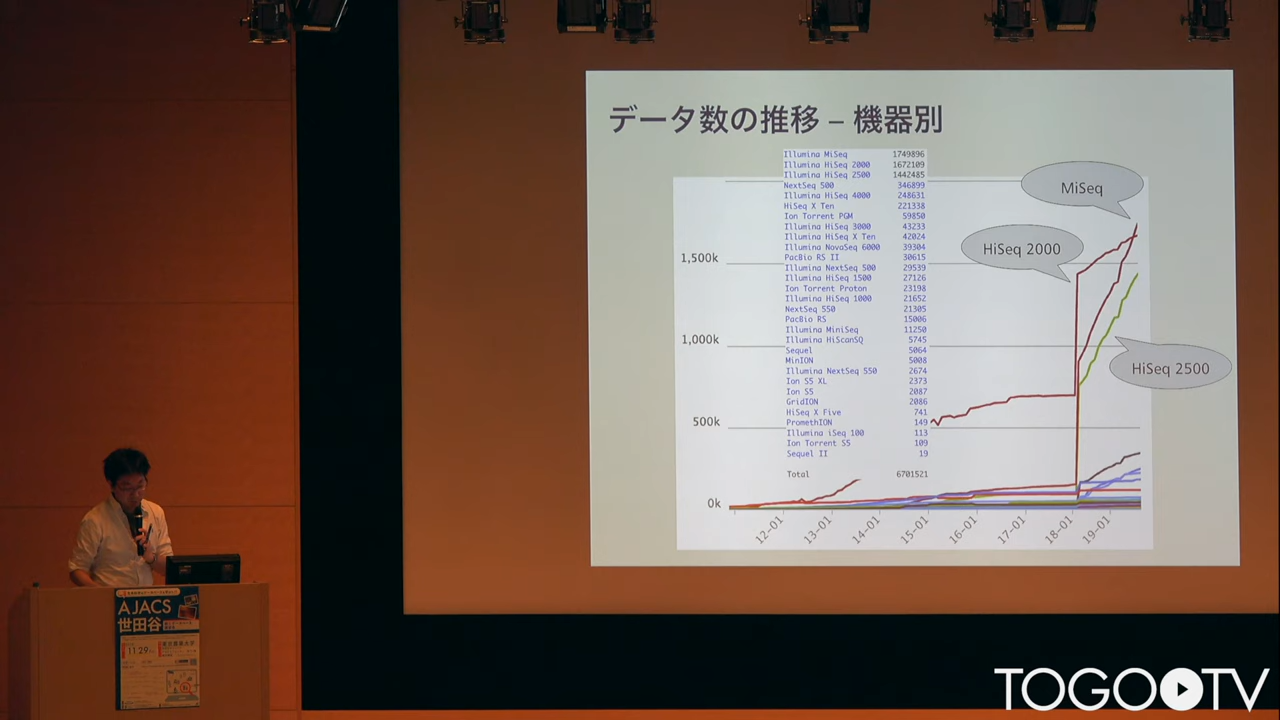 データ数の推移 – 機器別
Illumina MiSeq 1749896
Illumina HiSeq 2000 1672109
Illumina HiSeq 2500 1442485
NextSeq 500 346899
Illumina HiSeq 4000 248631
HiSeq X Ten 221338
Ion Torrent PGM 59850
Illumina HiSeq 3000 43233
Illumina HiSeq X Ten 42024
Illumina NovaSeq 6000 39304
PacBio RS II 30615
Illumina NextSeq 500 29539
Illumina HiSeq 1500 27126
Ion Torrent Proton 23198
Illumina HiSeq 1000 21652
NextSeq 550 21305
PacBio RS 15006
Illumina MiniSeq 11250
Illumina HiScanSQ 5745
Sequel 5064
MinION 5008
Illumina NextSeq 550 2674
Ion S5 XL 2373
Ion S5 2087
GridION 2086
HiSeq X Five 741
PromethION 149
Illumina iSeq 100 113
Ion Torrent S5 109
Sequel II 19
Total 6701521
MiSeq
HiSeq 2000
HiSeq 2500
1,500k
1,000k
500k
0k
12-01 13-01 14-01 15-01 16-01 17-01 18-01 19-01
AJACS
世田谷
11 29
TOGO TV